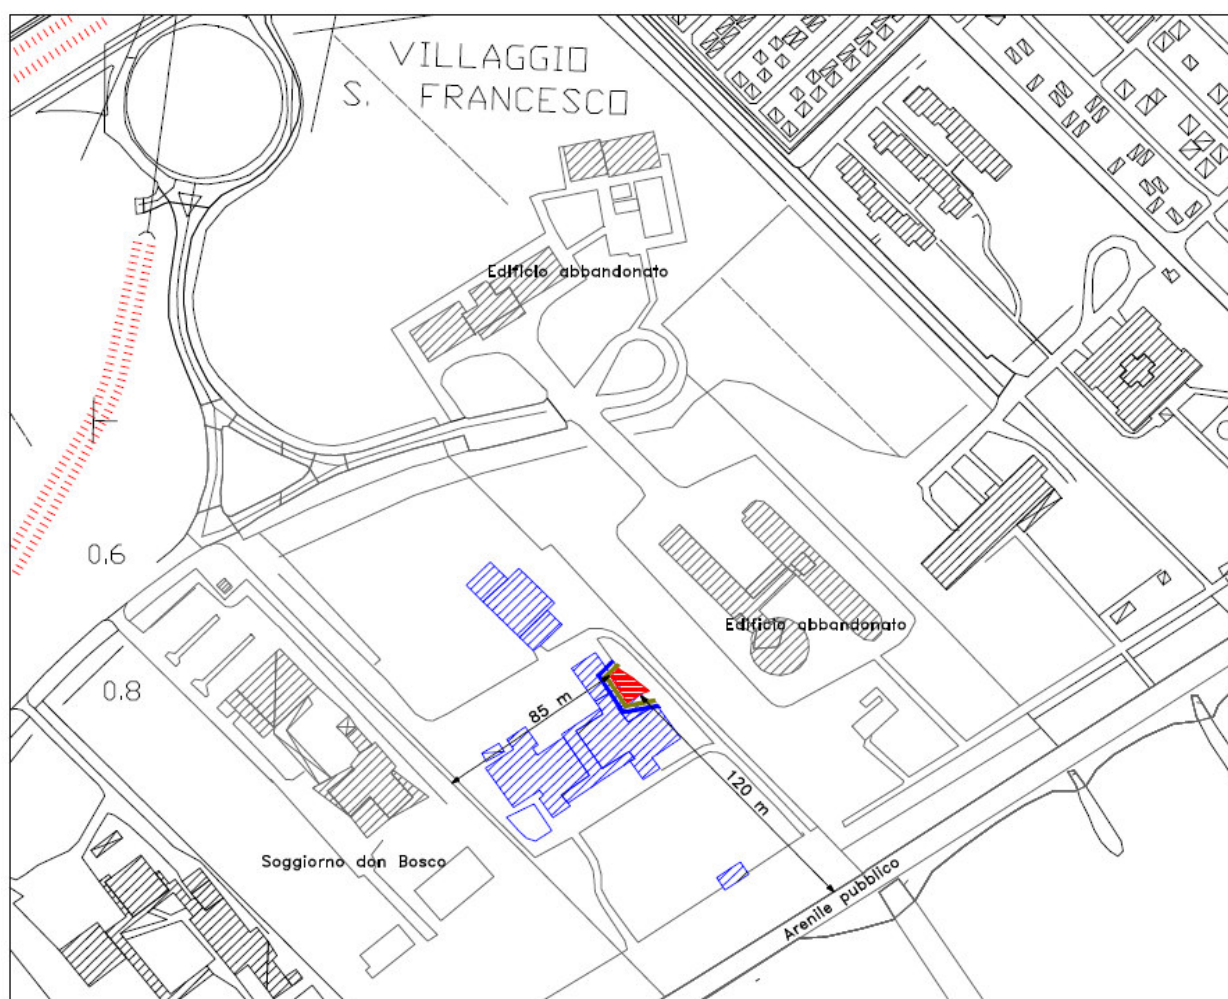 VILLAGGIO
S. FRANCESCO
Edificio abbandonato
0.6
Edificio abbandonato
0.8
85 m
120 m
Soggiorno don Bosco
Arenile pubblico